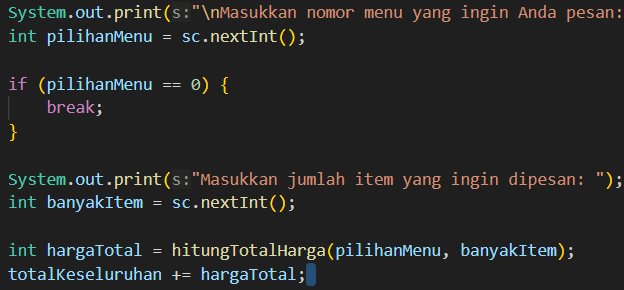 System.out.print(s:"\nMasukkan nomor menu yang ingin Anda pesan:
int pilihanMenu = sc.nextInt();
if (pilihanMenu == 0) {
break;
}
System.out.print(s:"Masukkan jumlah item yang ingin dipesan: ");
int banyakItem = sc.nextInt();
int hargaTotal = hitungTotalHarga(pilihanMenu, banyakItem);
totalKeseluruhan += hargaTotal;